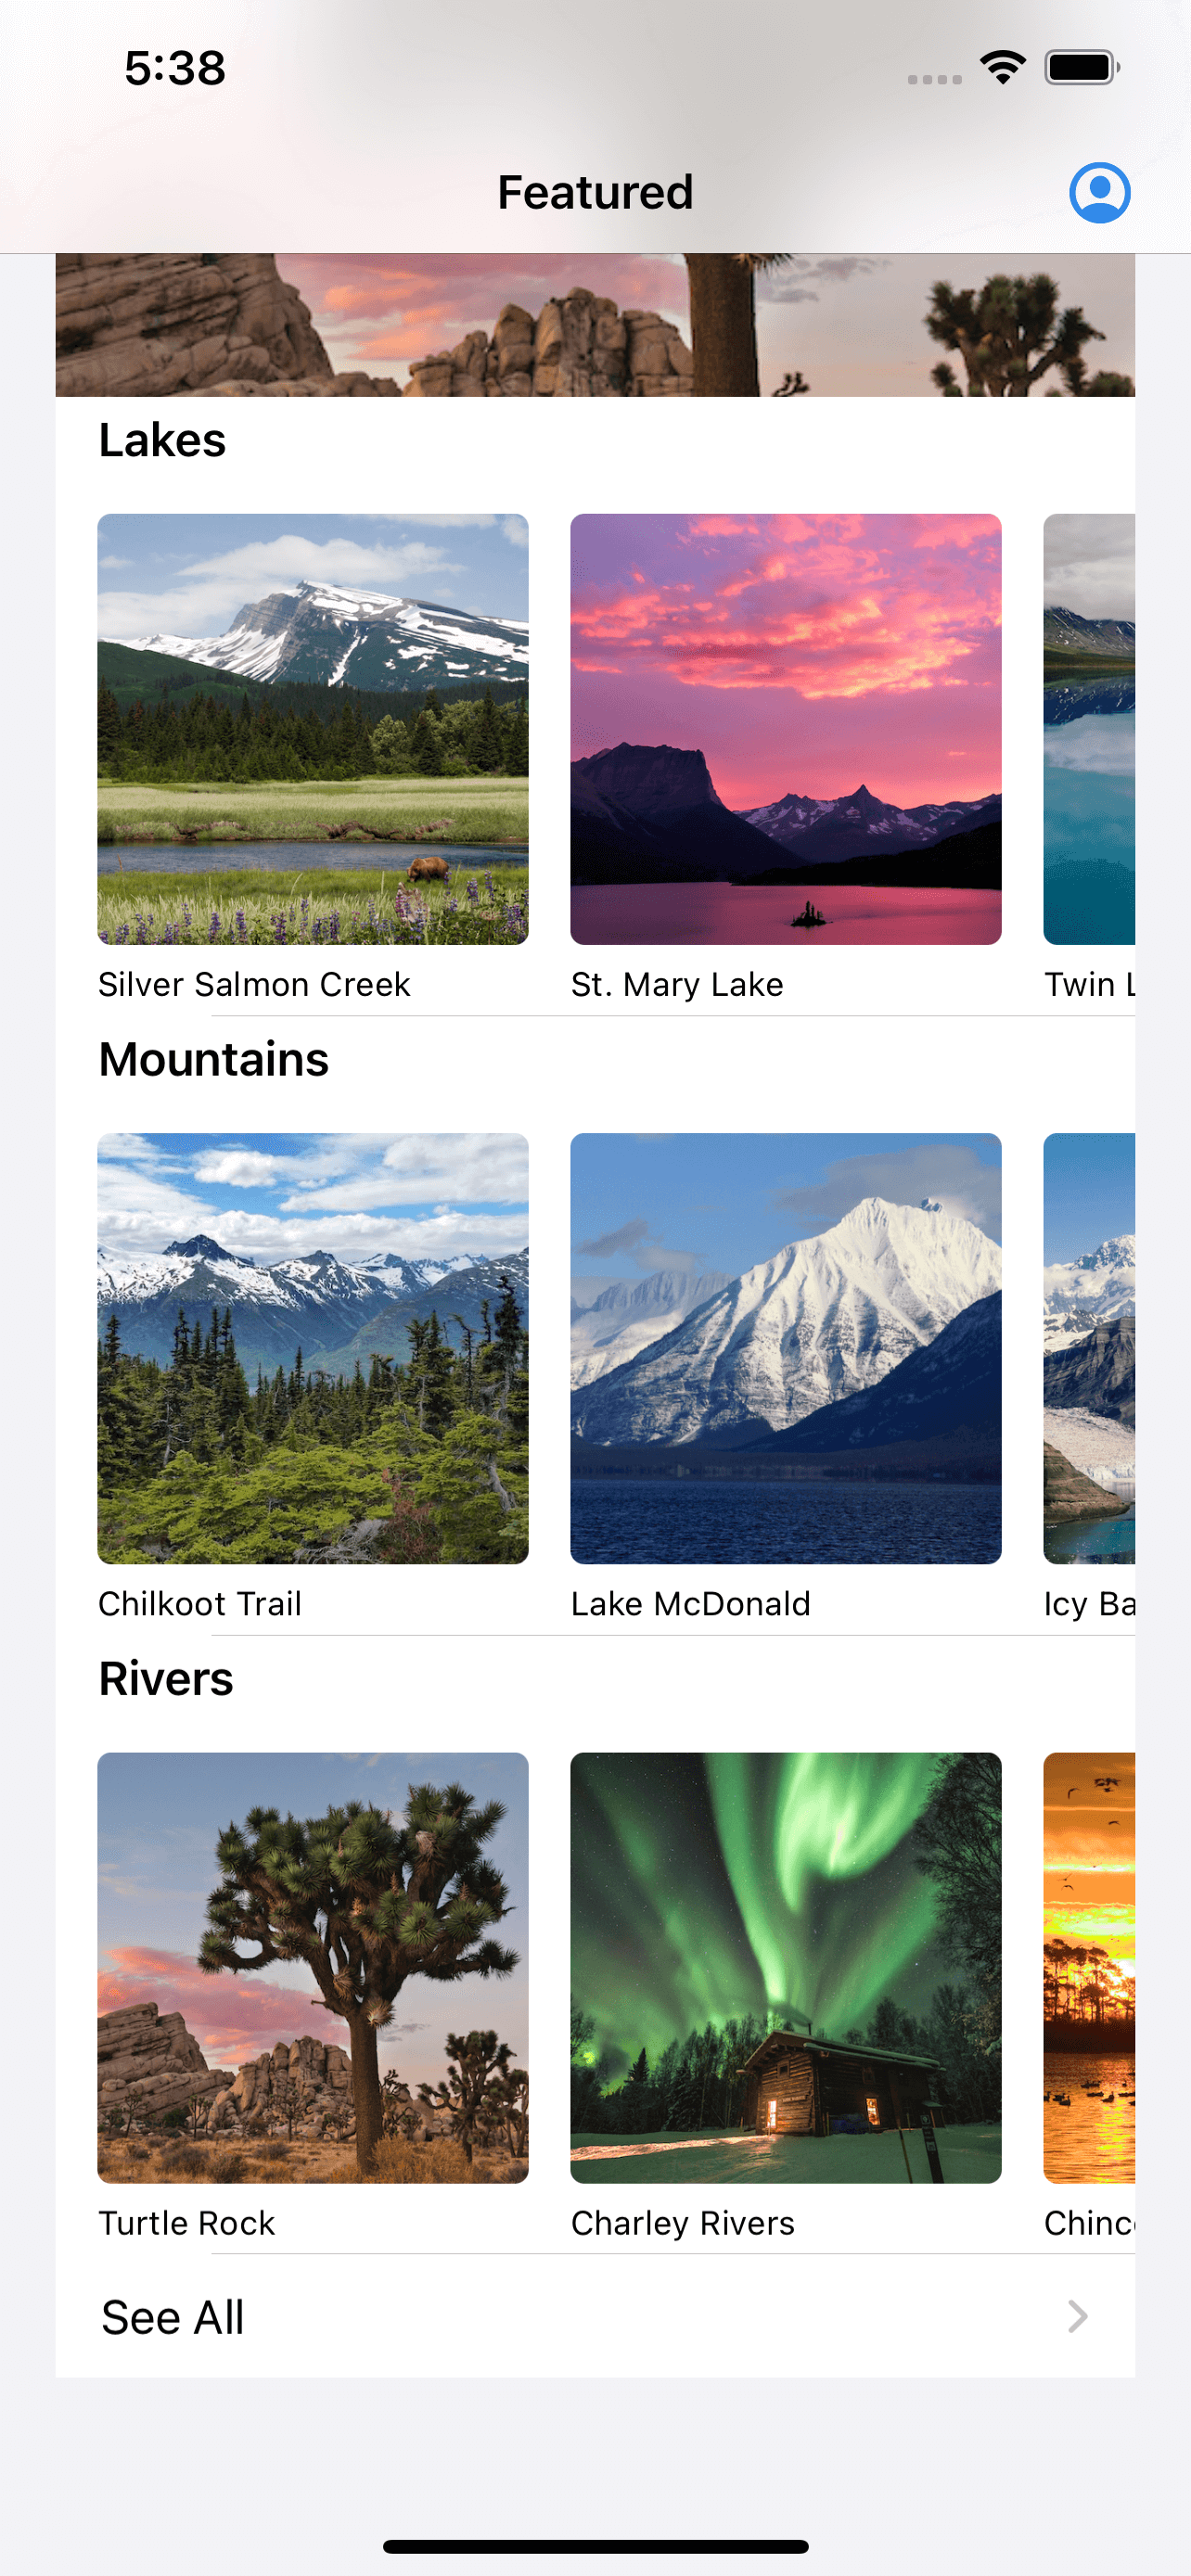 5:38
Featured
Lakes
Silver Salmon Creek
St. Mary Lake
Twin
Mountains
Chilkoot Trail
Lake McDonald
Icy Ba
Rivers
Turtle Rock
Charley Rivers
Chinc
See All